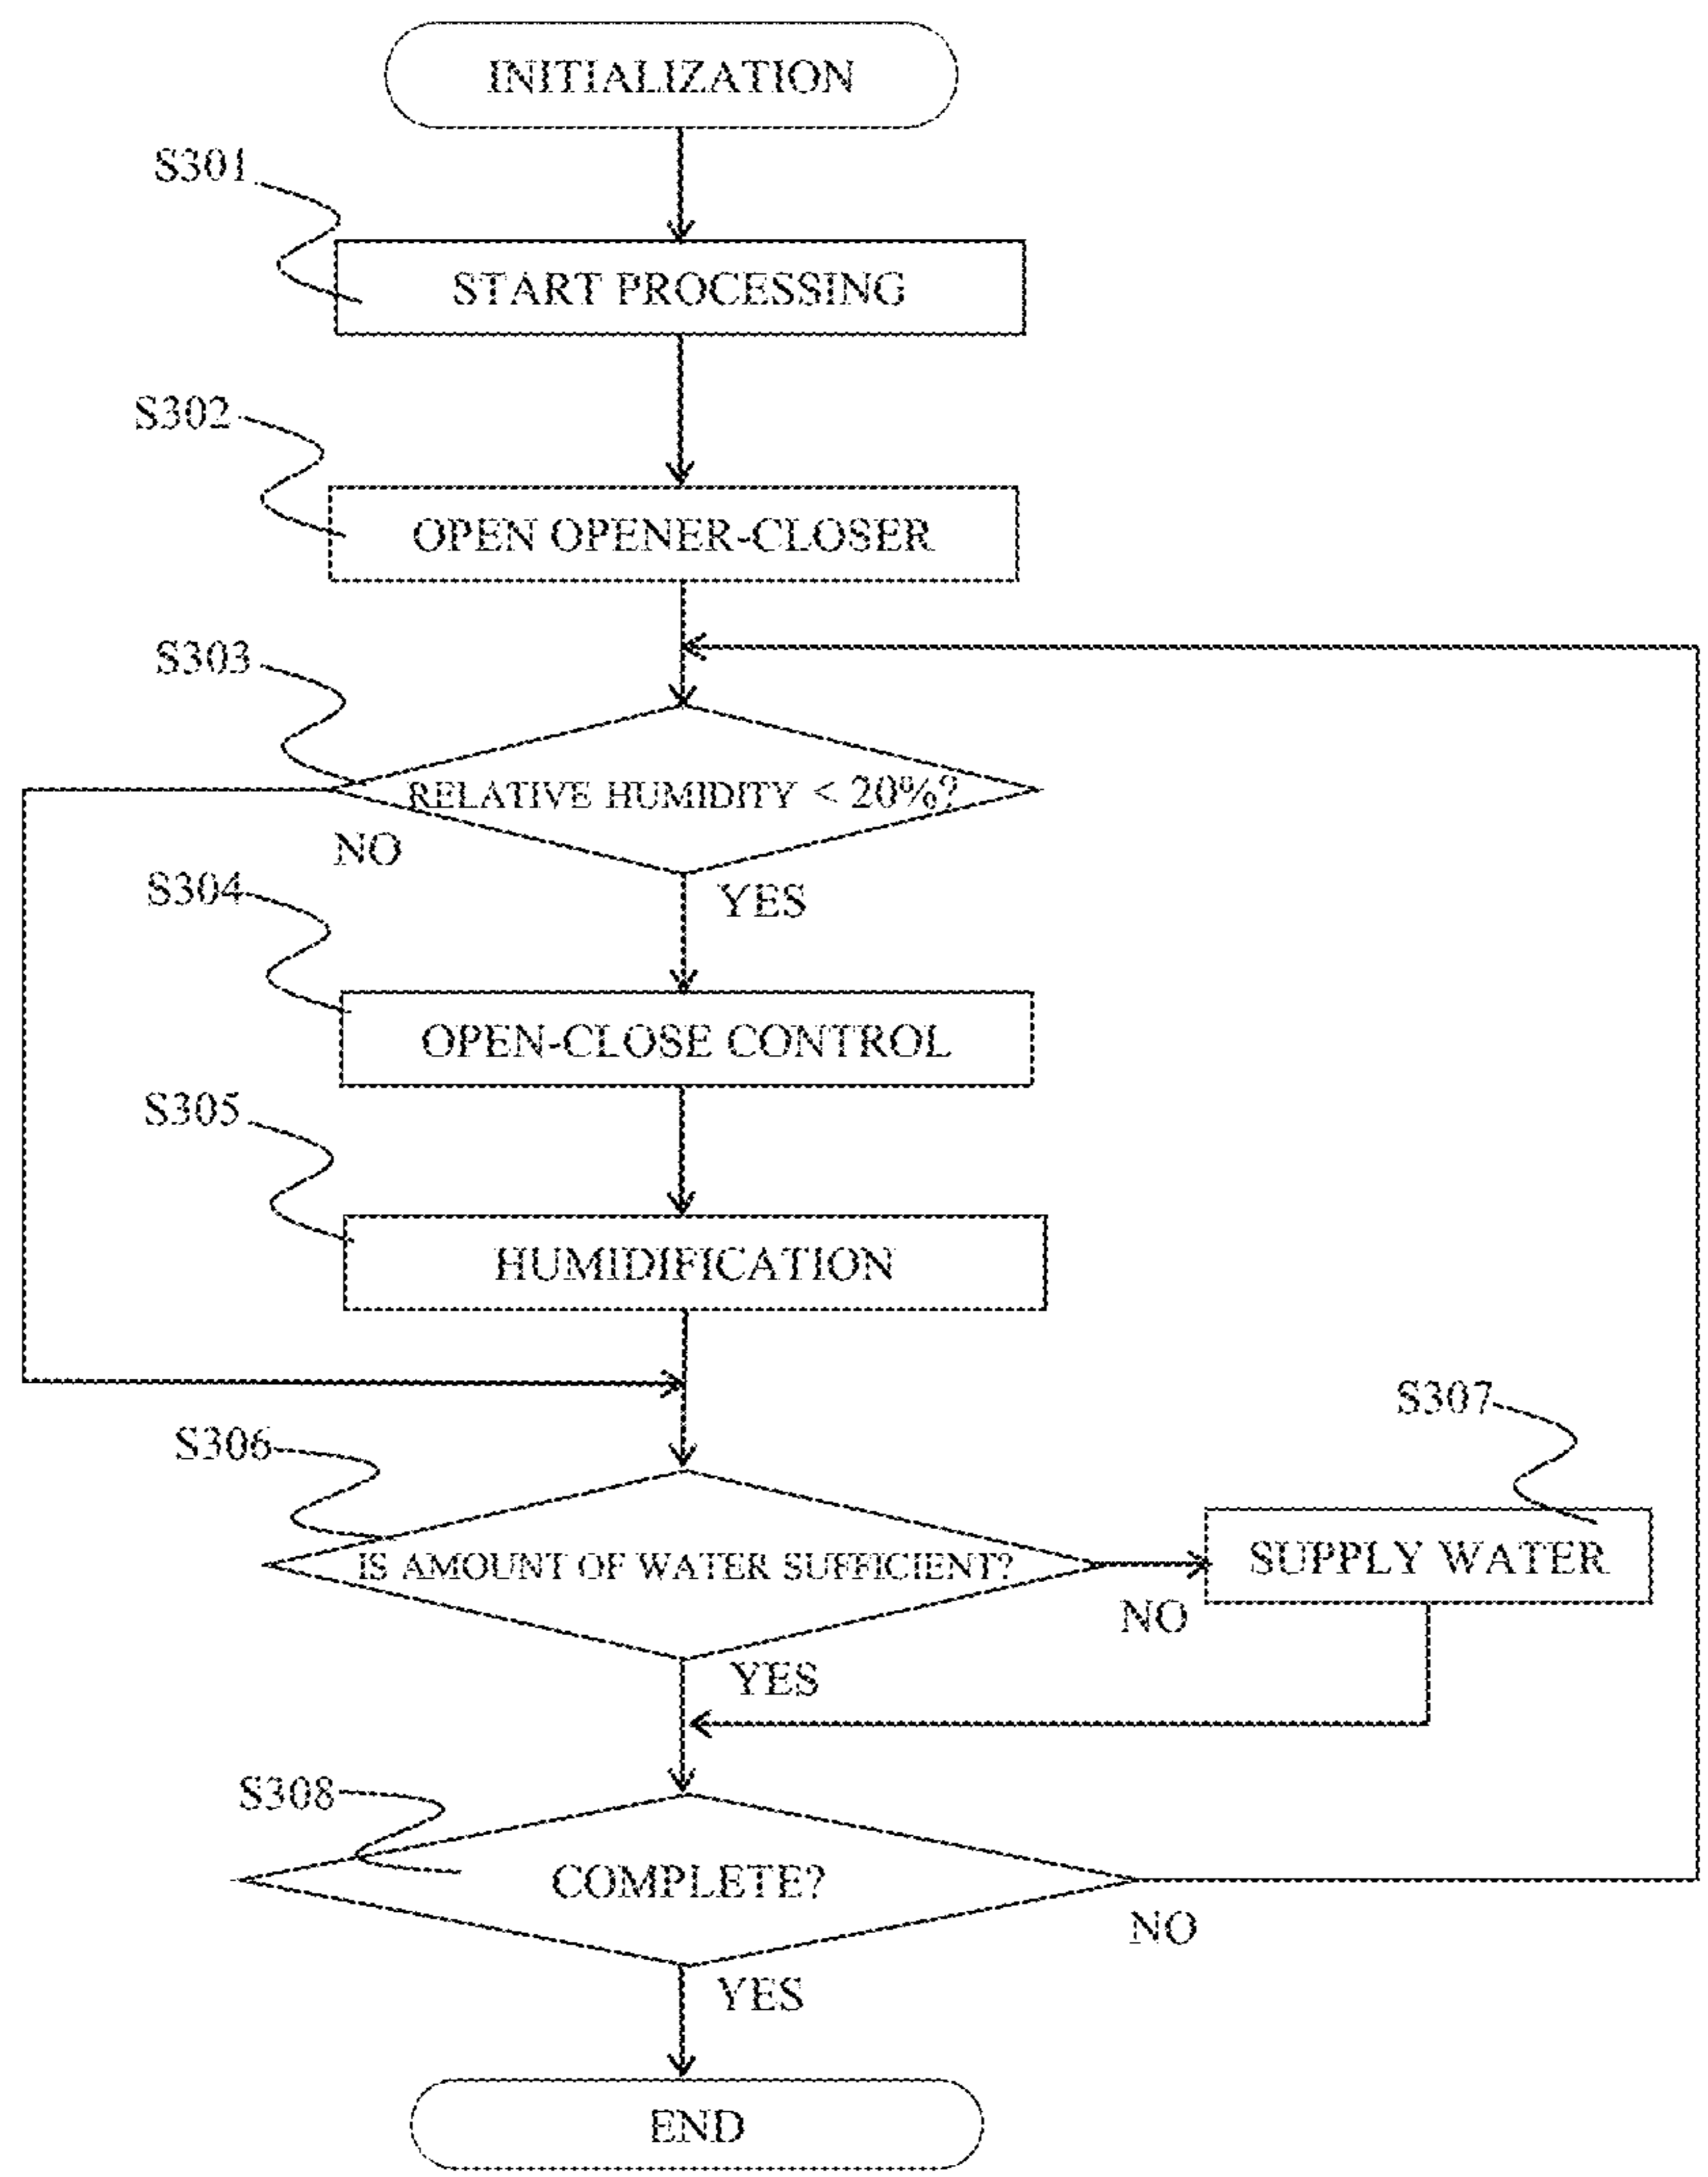 INITIALIZATION
S301
START PROCESSING
S302
OPEN OPENER-CLOSER
S303
RELATIVE HUMIDITY < 20%?
NO
YES
S304
OPEN-CLOSE CONTROL
S305
HUMIDIFICATION
S306
IS AMOUNT OF WATER SUFFICIENT?
S307
SUPPLY WATER
NO
YES
S308
COMPLETE?
NO
YES
END